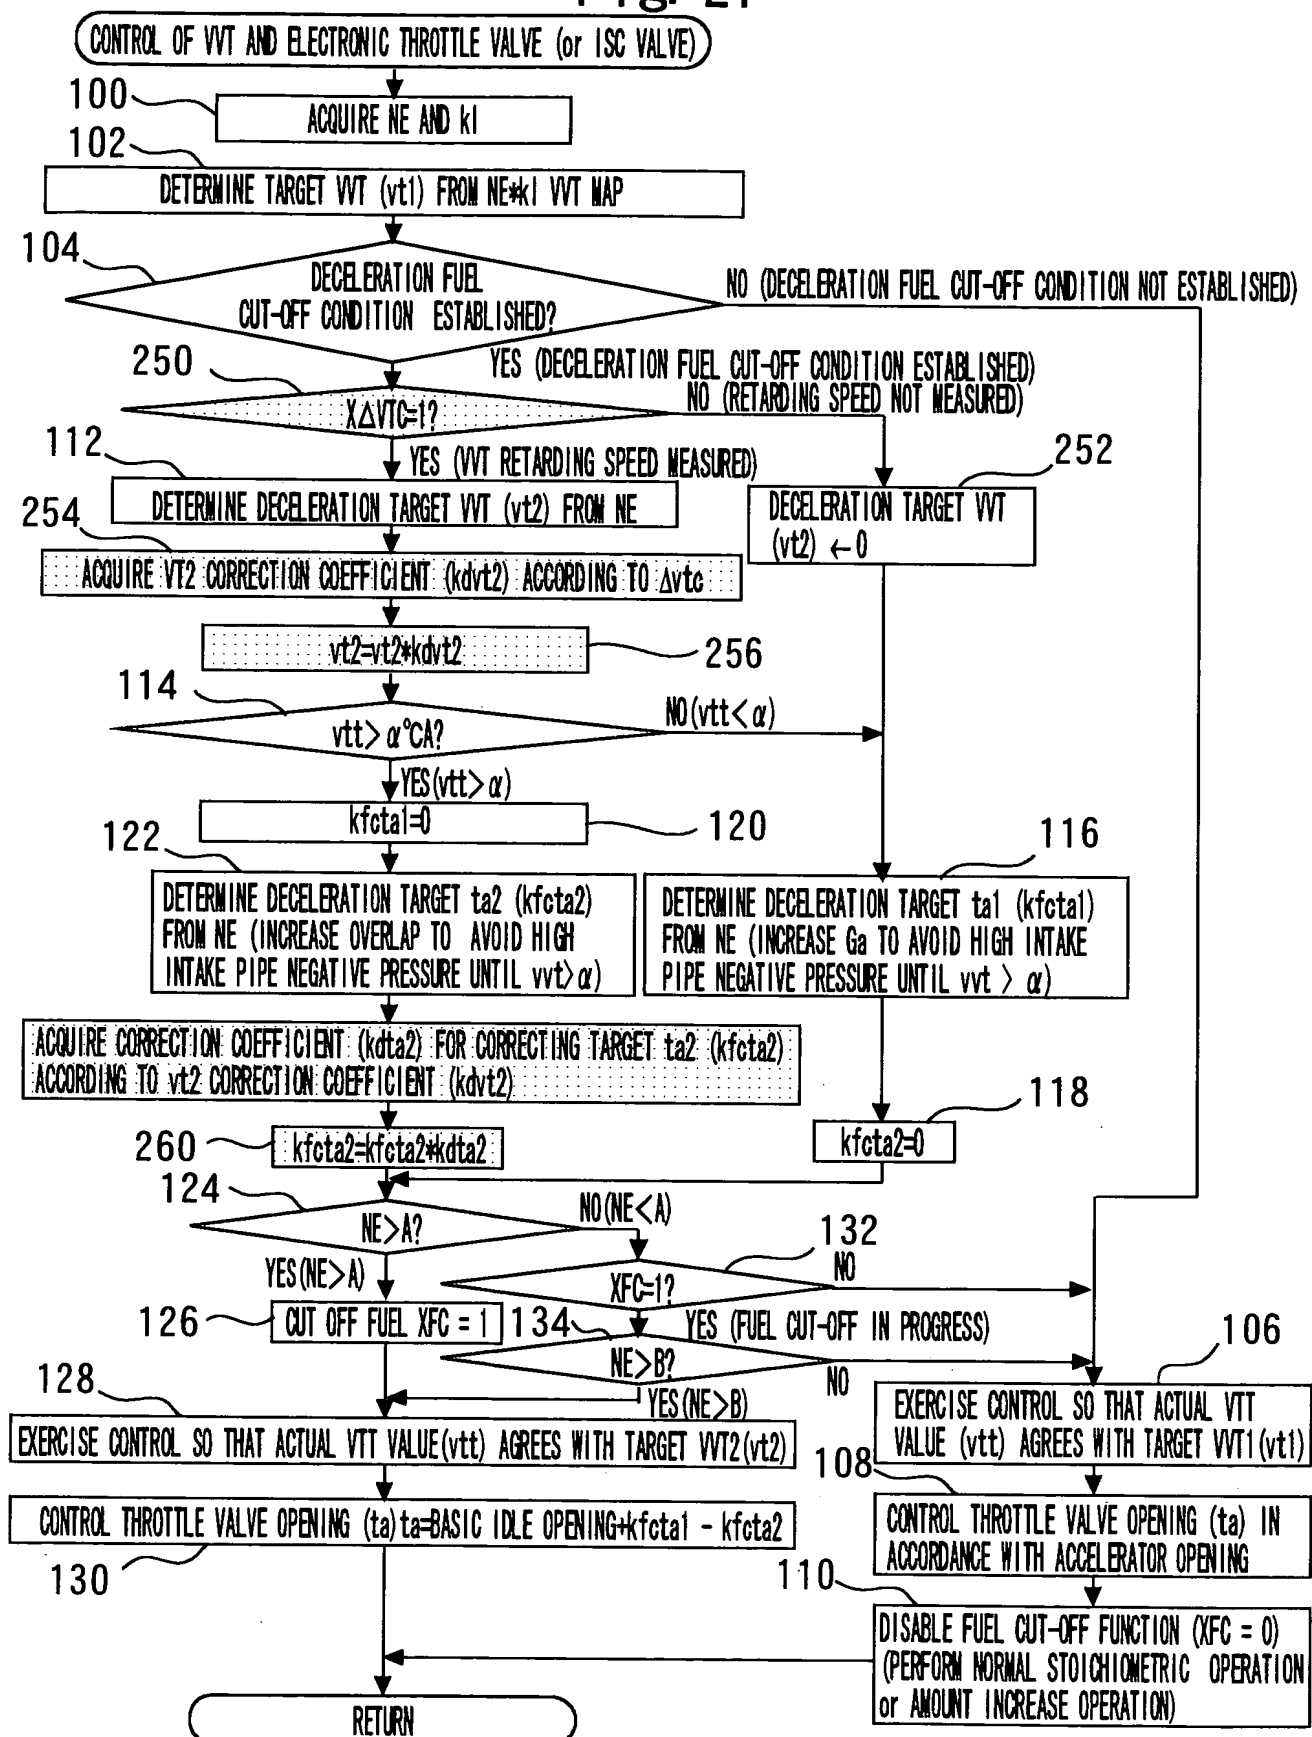 Fig. 21
CONTROL OF VVT AND ELECTRONIC THROTTLE VALVE (or ISC VALVE)
100
ACQUIRE NE AND kl
102
DETERMINE TARGET VVT (vt1) FROM NE*kl VVT MAP
104
DECELERATION FUEL
CUT-OFF CONDITION ESTABLISHED?
NO (DECELERATION FUEL CUT-OFF CONDITION NOT ESTABLISHED)
YES (DECELERATION FUEL CUT-OFF CONDITION ESTABLISHED)
250
X△VTC=1?
NO (RETARDING SPEED NOT MEASURED)
YES (VVT RETARDING SPEED MEASURED)
112
DETERMINE DECELERATION TARGET VVT (vt2) FROM NE
252
DECELERATION TARGET VVT
(vt2) ←0
254
ACQUIRE VT2 CORRECTION COEFFICIENT (kdvt2) ACCORDING TO Δvtc
vt2=vt2*kdvt2
256
114
vtt>α°CA?
NO(vtt<α)
YES(vtt>α)
kfcta1=0
120
122
DETERMINE DECELERATION TARGET ta2 (kfcta2)
FROM NE (INCREASE OVERLAP TO AVOID HIGH
INTAKE PIPE NEGATIVE PRESSURE UNTIL vvt>α)
116
DETERMINE DECELERATION TARGET ta1 (kfcta1)
FROM NE (INCREASE Ga TO AVOID HIGH INTAKE
PIPE NEGATIVE PRESSURE UNTIL vvt > α)
ACQUIRE CORRECTION COEFFICIENT (kdta2) FOR CORRECTING TARGET ta2 (kfcta2)
ACCORDING TO vt2 CORRECTION COEFFICIENT (kdvt2)
118
kfcta2=0
260
kfcta2=kfcta2*kdta2
124
NE>A?
NO(NE<A)
YES(NE>A)
132
XFC=1?
NO
YES (FUEL CUT-OFF IN PROGRESS)
126
CUT OFF FUEL XFC = 1
134
NE>B?
NO
YES(NE>B)
128
EXERCISE CONTROL SO THAT ACTUAL VTT VALUE(vtt) AGREES WITH TARGET VVT2(vt2)
106
EXERCISE CONTROL SO THAT ACTUAL VTT
VALUE (vtt) AGREES WITH TARGET VVT1(vt1)
CONTROL THROTTLE VALVE OPENING (ta)ta=BASIC IDLE OPENING+kfcta1 - kfcta2
130
108
CONTROL THROTTLE VALVE OPENING (ta) IN
ACCORDANCE WITH ACCELERATOR OPENING
110
DISABLE FUEL CUT-OFF FUNCTION (XFC = 0)
(PERFORM NORMAL STOICHIOMETRIC OPERATION
or AMOUNT INCREASE OPERATION)
RETURN